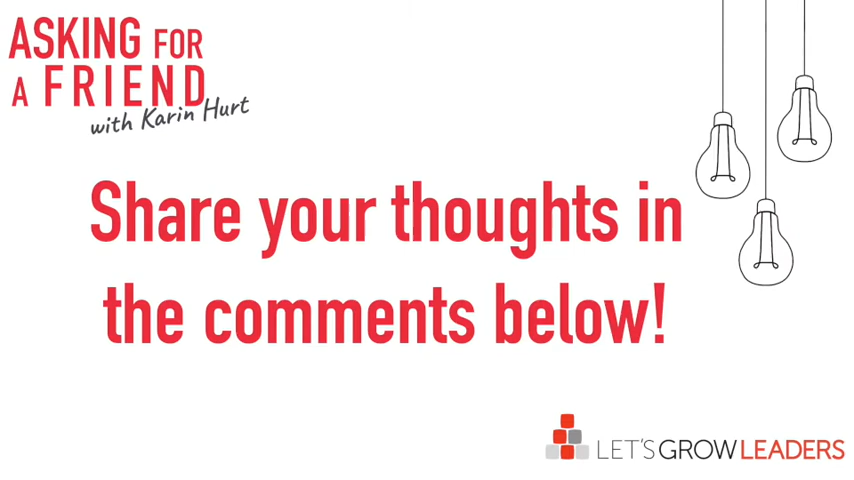 ASKING FOR
A FRIEND
with Karin Hurt
Share your thoughts in
the comments below!
LET'S GROW LEADERS